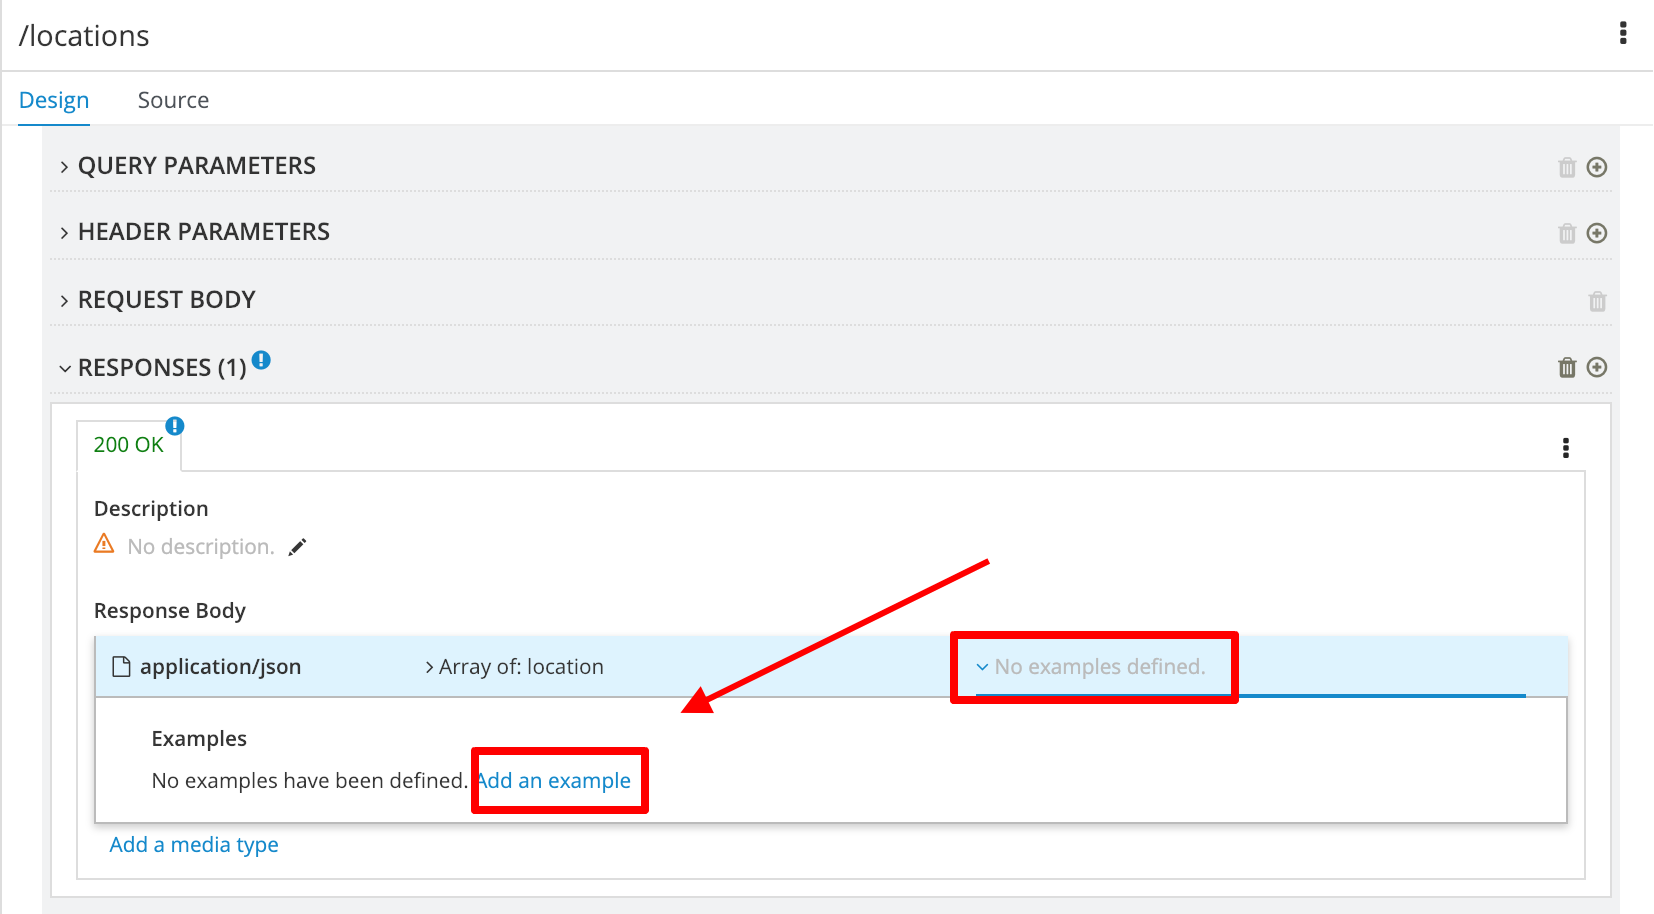 /locations
Design Source
QUERY PARAMETERS
HEADER PARAMETERS
REQUEST BODY
RESPONSES (1)
200 OK
Description
No description.
Response Body
application/json Array of: location No examples defined.
Examples
No examples have been defined. Add an example
Add a media type